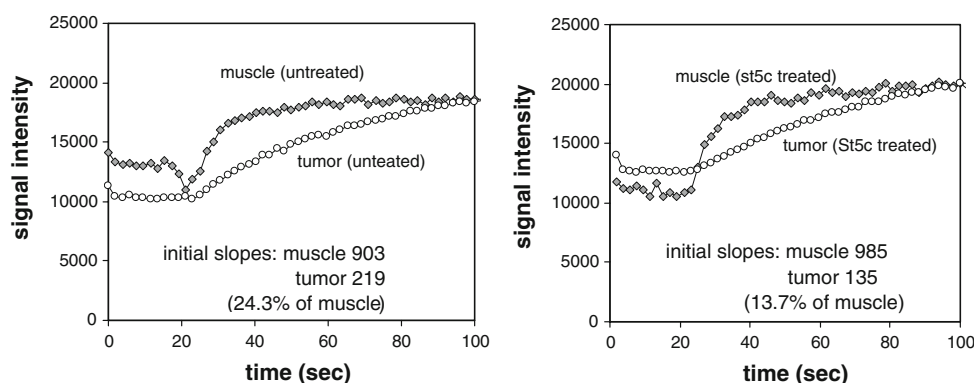 25000
20000
15000
10000
5000
0
signal intensity
muscle (untreated)
tumor (unteated)
initial slopes: muscle 903
tumor 219
(24.3% of muscle)
0 20 40 60 80 100
time (sec)
25000
20000
15000
10000
5000
0
signal intensity
muscle (st5c treated)
tumor (St5c treated)
initial slopes: muscle 985
tumor 135
(13.7% of muscle)
0 20 40 60 80 100
time (sec)